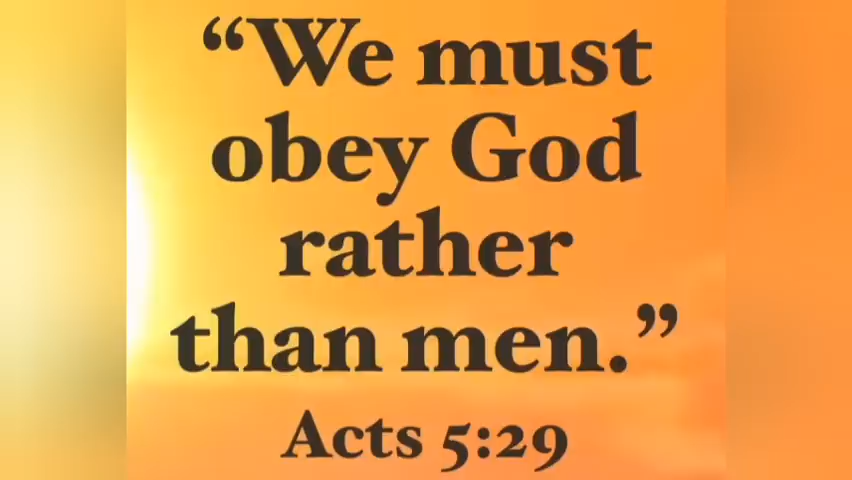 “We must
obey God
rather
than men.”
Acts 5:29